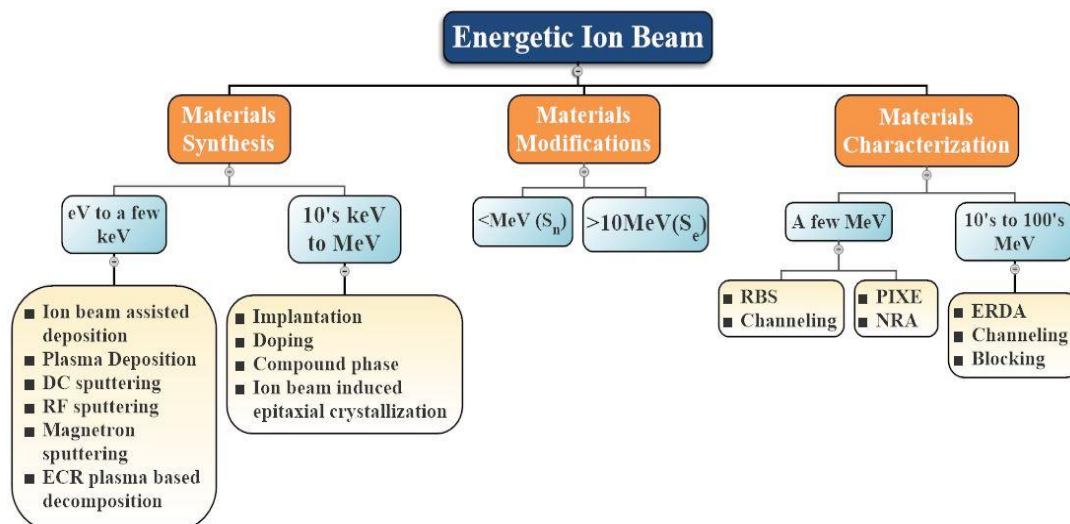 Energetic Ion Beam
Materials
Synthesis
Materials
Modifications
Materials
Characterization
eV to a few
keV
10's keV
to MeV
<MeV (Sn)
>10MeV(Se)
A few MeV
10's to 100's
MeV
■ Ion beam assisted
deposition
■ Plasma Deposition
■ DC sputtering
■ RF sputtering
■ Magnetron
sputtering
■ ECR plasma based
decomposition
■ Implantation
■ Doping
■ Compound phase
■ Ion beam induced
epitaxial crystallization
■ RBS
■ Channeling
■ PIXE
■ NRA
■ ERDA
■ Channeling
■ Blocking